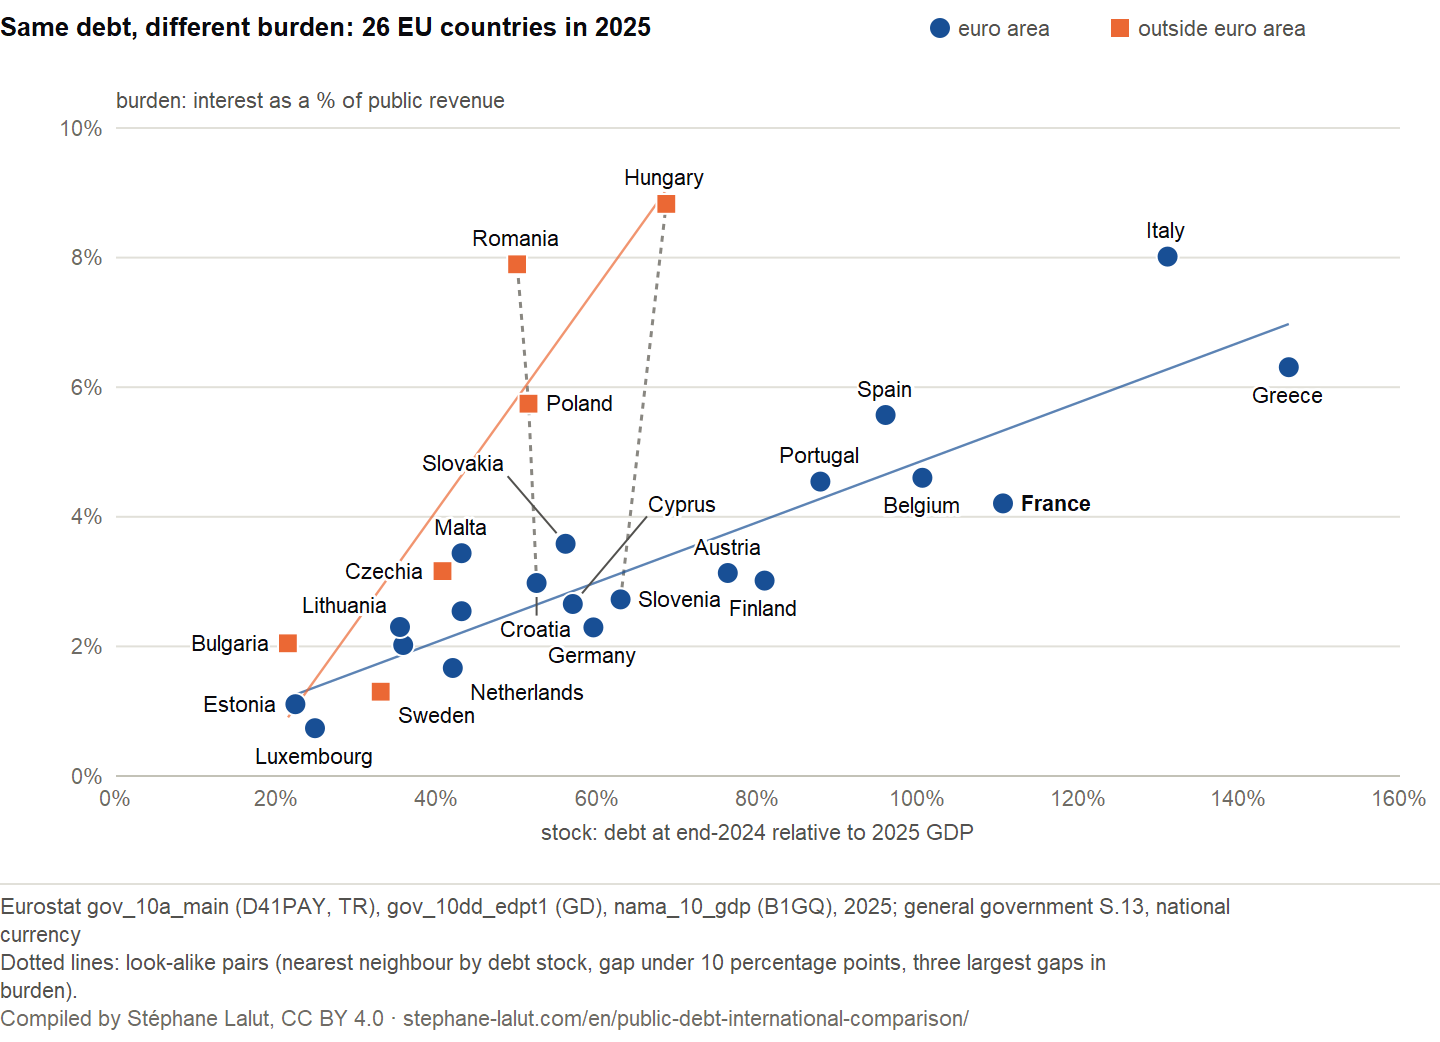 Same debt, different burden: 26 EU countries in 2025
euro area
outside euro area
burden: interest as a % of public revenue
10%
Hungary
Romania
Italy
8%
6%
Spain
Greece
Poland
Portugal
Slovakia
Belgium
France
Cyprus
4%
Malta
Austria
Czechia
Lithuania
Slovenia
Finland
Croatia
Bulgaria
2%
Germany
Netherlands
Estonia
Sweden
Luxembourg
0%
0%
20%
40%
60%
80%
100%
120%
140%
160%
stock: debt at end-2024 relative to 2025 GDP
Eurostat gov_10a_main (D41PAY, TR), gov_10dd_edpt1 (GD), nama_10_gdp (B1GQ), 2025; general government S.13, national
currency
Dotted lines: look-alike pairs (nearest neighbour by debt stock, gap under 10 percentage points, three largest gaps in
burden).
Compiled by Stéphane Lalut, CC BY 4.0 · stephane-lalut.com/en/public-debt-international-comparison/